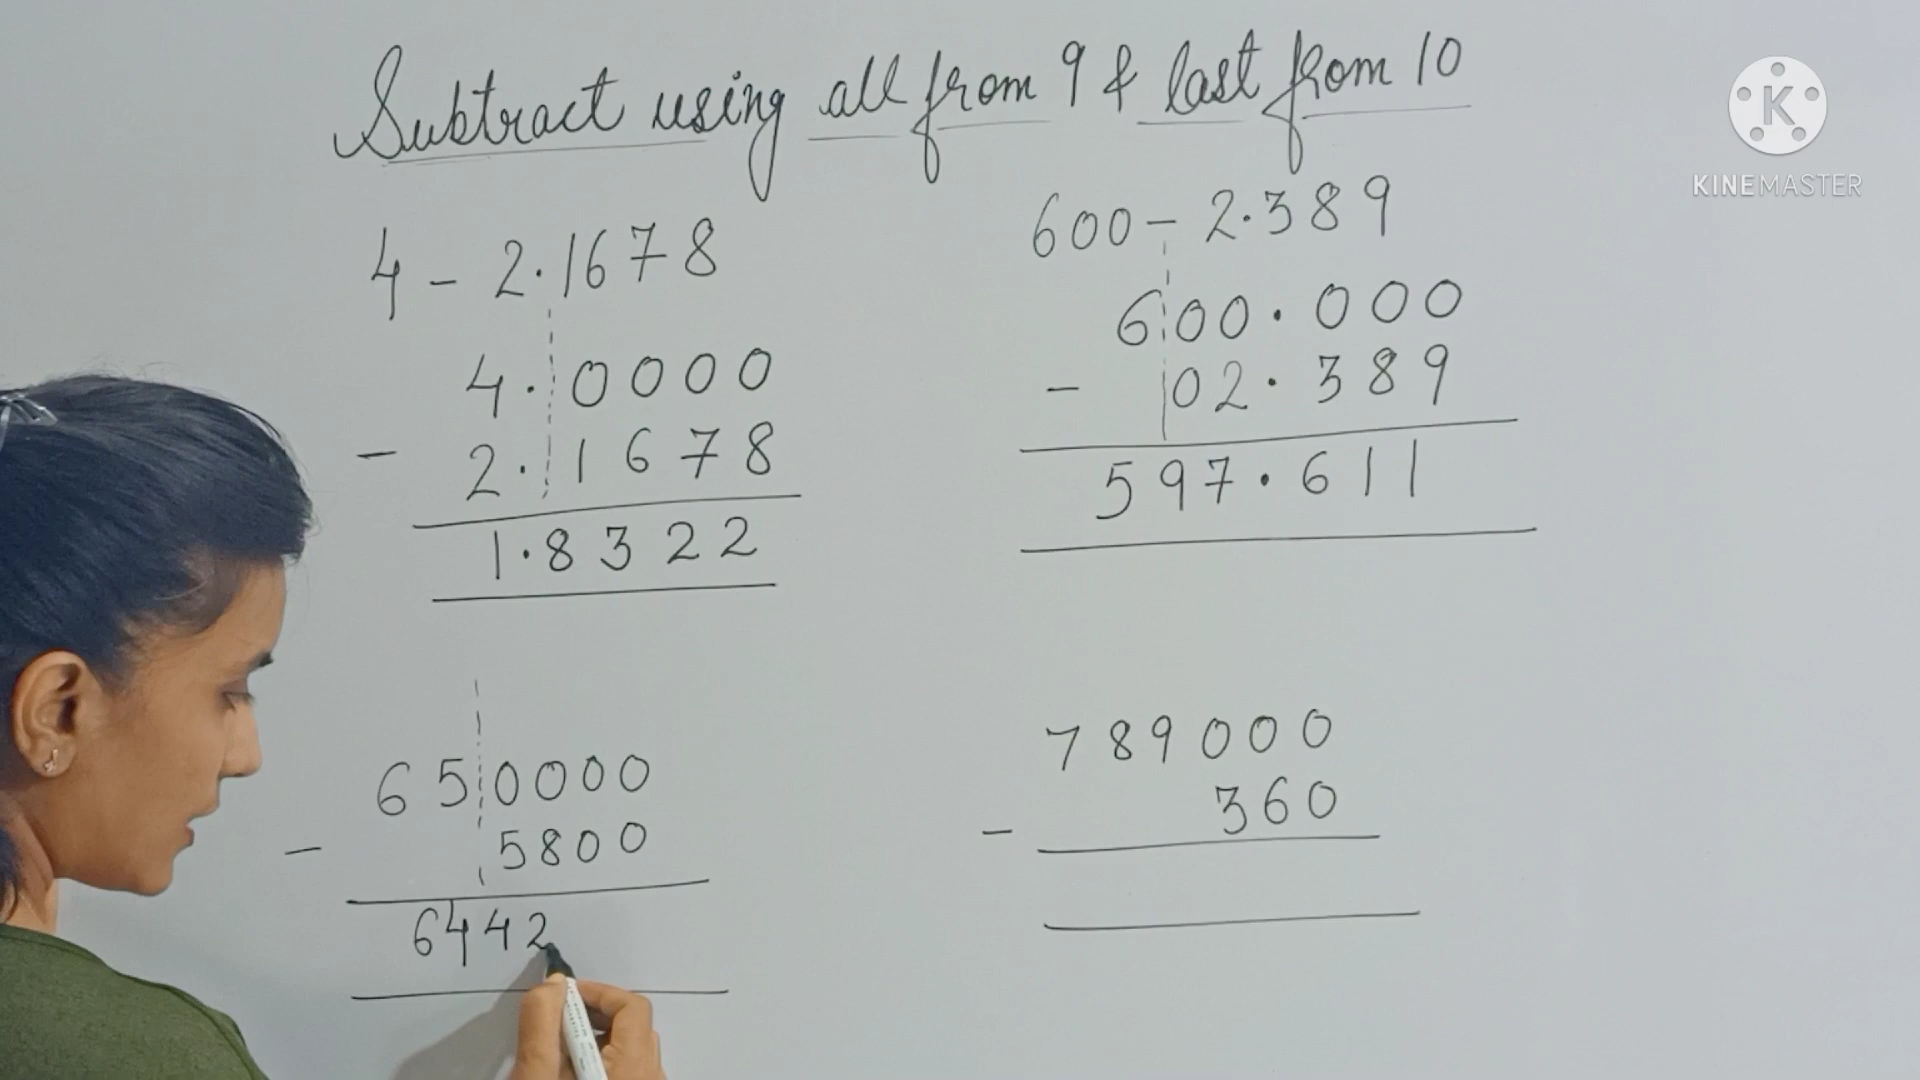 Subtract using all from 9 & last from 10
KINEMASTER
4 - 2.1678
4.0000
- 2.1678
1.8322
600 - 2.389
600.000
- 02.389
597.611
650000
- 5800
6442
789000
- 360